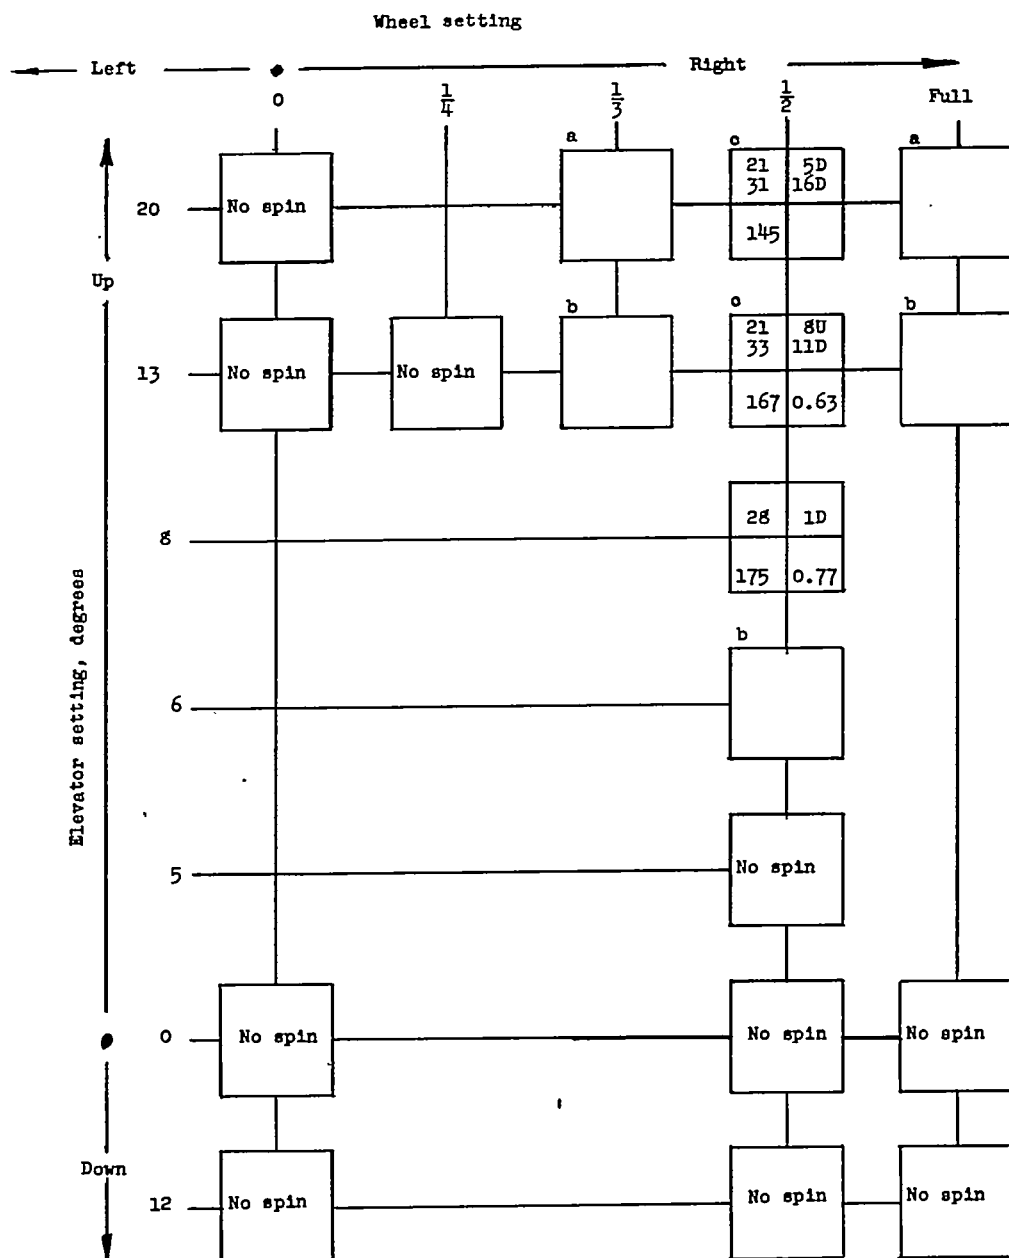 Wheel setting
Left Right
0 1/4 1/3 1/2 Full
a c a
21 5D
20 No spin 31 16D
145
Up
b c b
21 8U
13 No spin No spin 33 11D
167 0.63
28 1D
8
175 0.77
b
6
Elevator setting, degrees
5 No spin
0 No spin No spin No spin
Down
12 No spin No spin No spin